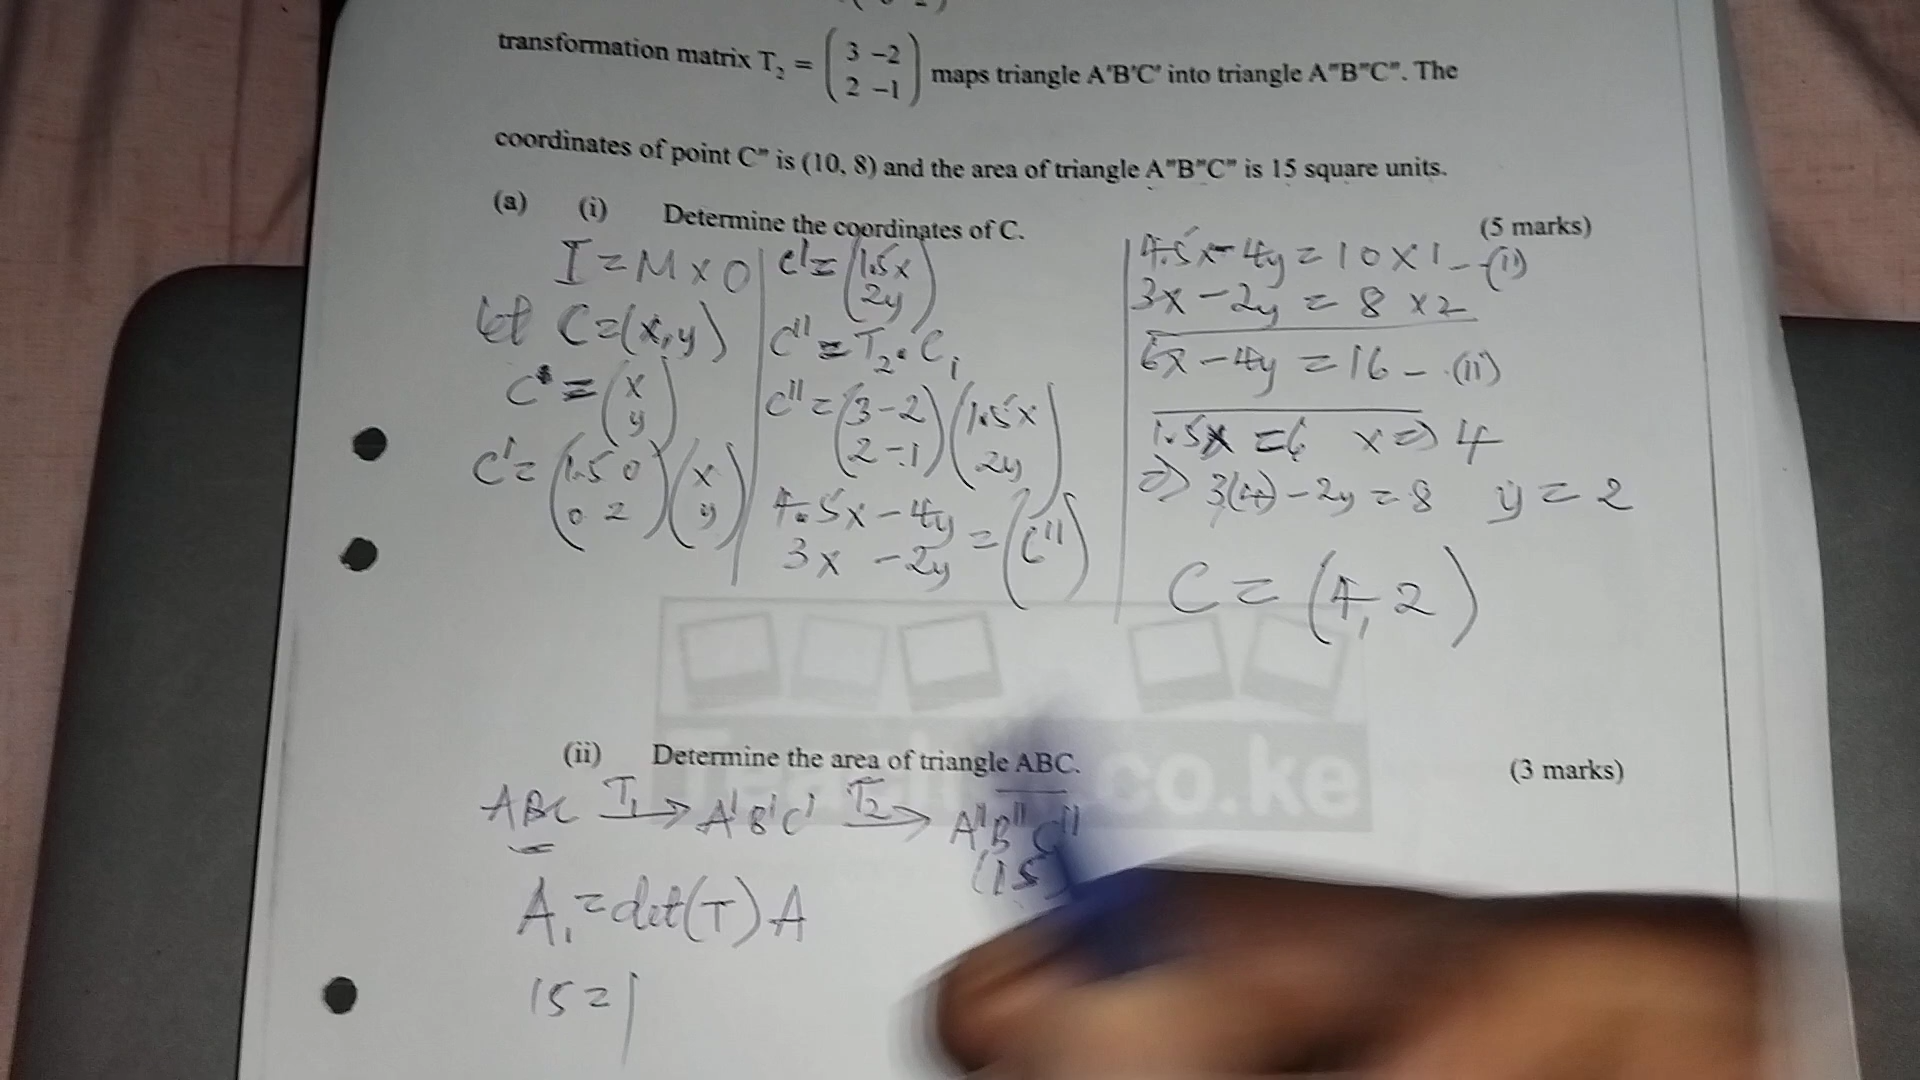 transformation matrix T₂ = ( 3 −2 2 −1 ) maps triangle A'B'C' into triangle A"B"C". The
coordinates of point C" is (10, 8) and the area of triangle A"B"C" is 15 square units.
(a) (i) Determine the coordinates of C. (5 marks)
I = M × O
let C = (x, y)
C = (x y)
C' = (1.5 0 0 2)(x y)
C' = (1.5x 2y)
C'' = T₂ . C₁
C'' = (3 -2 2 -1)(1.5x 2y)
4.5x - 4y
3x - 2y = (C'')
4.5x - 4y = 10 × 1 -- (i)
3x - 2y = 8 × 2
6x - 4y = 16 -- (ii)
1.5x = 6 x => 4
=> 3(4) - 2y = 8 y = 2
C = (4, 2)
(ii) Determine the area of triangle ABC. (3 marks)
.co.ke
ABC T₁→ A'B'C' T₂→ A''B''C''
(15)
A₁ = det(T) A
15 = |